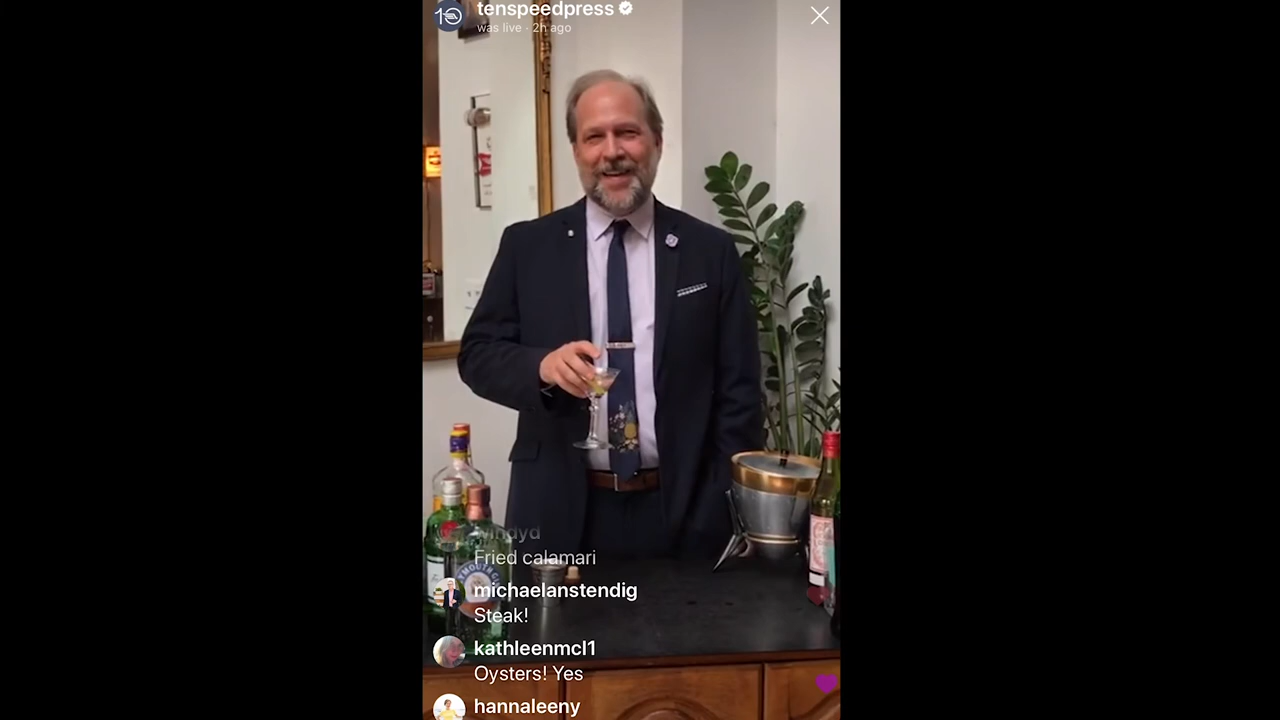 tenspeedpress
was live · 2h ago
Fried calamari
michaelanstendig
Steak!
kathleenmcl1
Oysters! Yes
hannaleeny